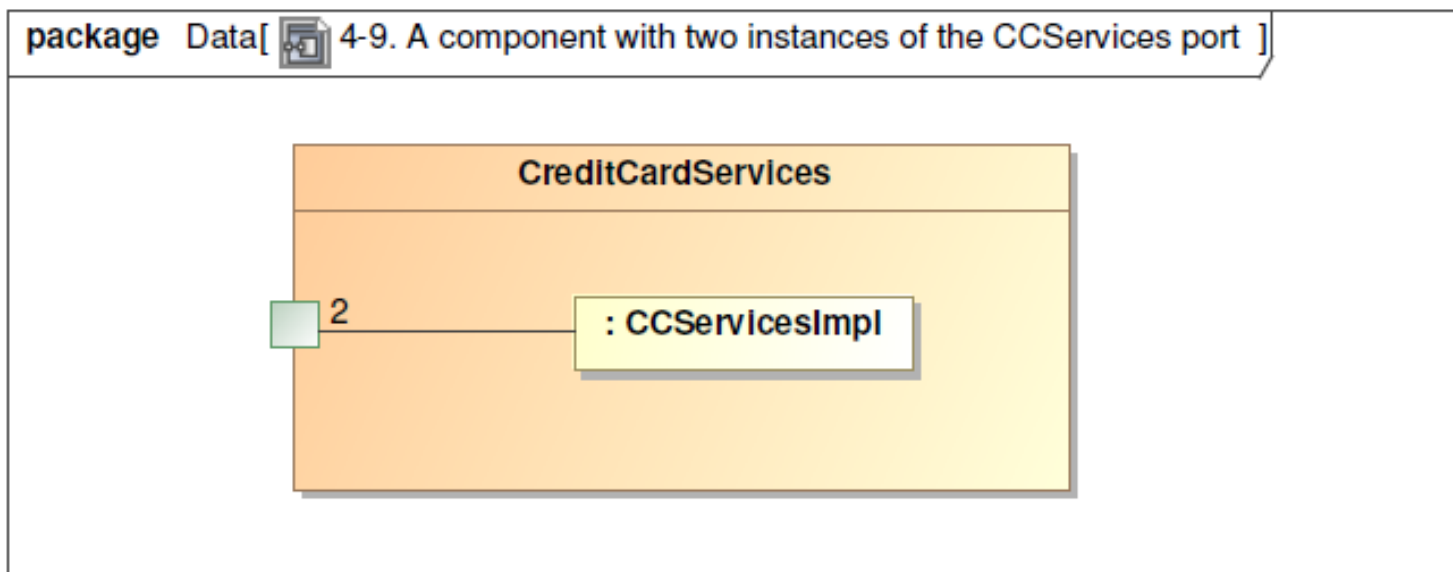 package Data[ 4-9. A component with two instances of the CCServices port ]
CreditCardServices
2
: CCServicesImpl